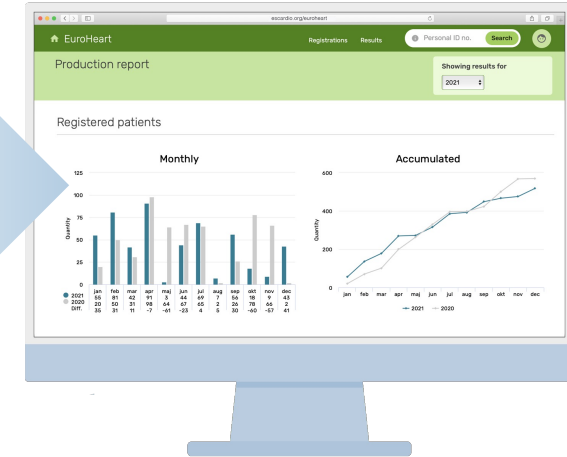 escardio.org/euroheart
EuroHeart
Registrations Results Personal ID no. Search
Production report
Showing results for
2021
Registered patients
Monthly
125
100
75
50
25
0
Quantity
jan feb mar apr maj jun jul aug sep okt nov dec
2021 55 81 42 91 3 44 69 7 56 18 9 43
2020 20 50 31 98 64 67 65 2 26 78 66 2
Diff. 35 31 11 -7 -61 -23 4 5 30 -60 -57 41
Accumulated
600
400
200
0
Quantity
jan feb mar apr maj jun jul aug sep okt nov dec
2021 2020